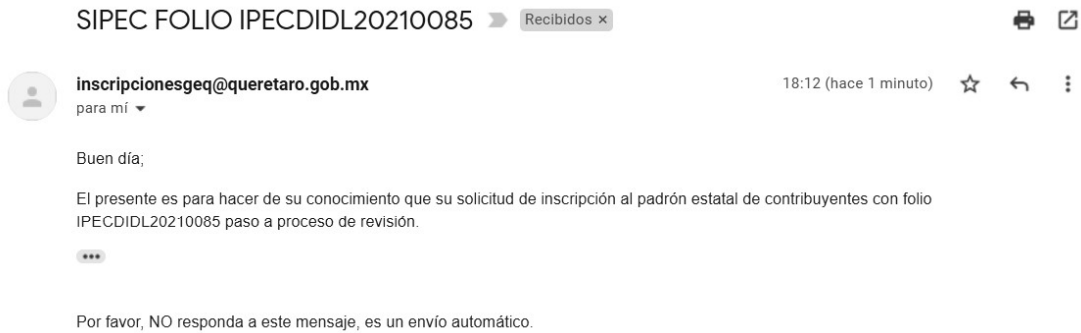 SIPEC FOLIO IPECDIDL20210085 Recibidos ×
inscripcionesgeq@queretaro.gob.mx 18:12 (hace 1 minuto)
para mí
Buen día;
El presente es para hacer de su conocimiento que su solicitud de inscripción al padrón estatal de contribuyentes con folio
IPECDIDL20210085 paso a proceso de revisión.
Por favor, NO responda a este mensaje, es un envío automático.